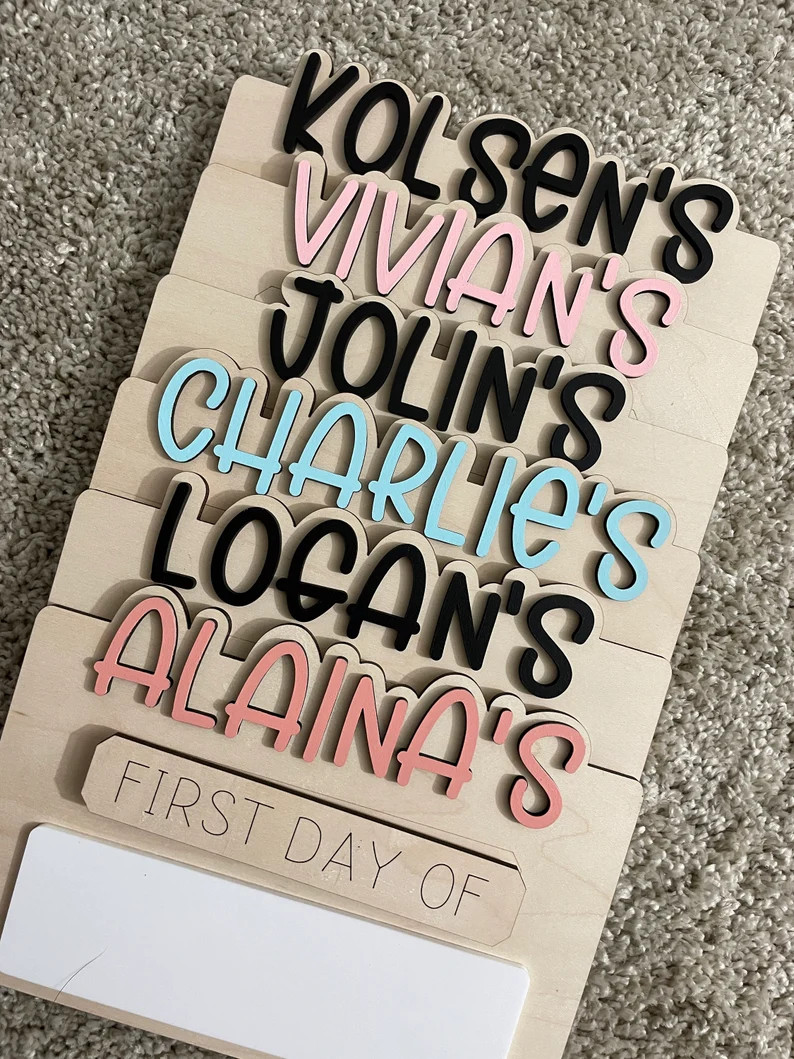 KOLSEN'S
VIVIAN'S
JOLIN'S
CHARLIE'S
LOGAN'S
ALAINA'S
FIRST DAY OF